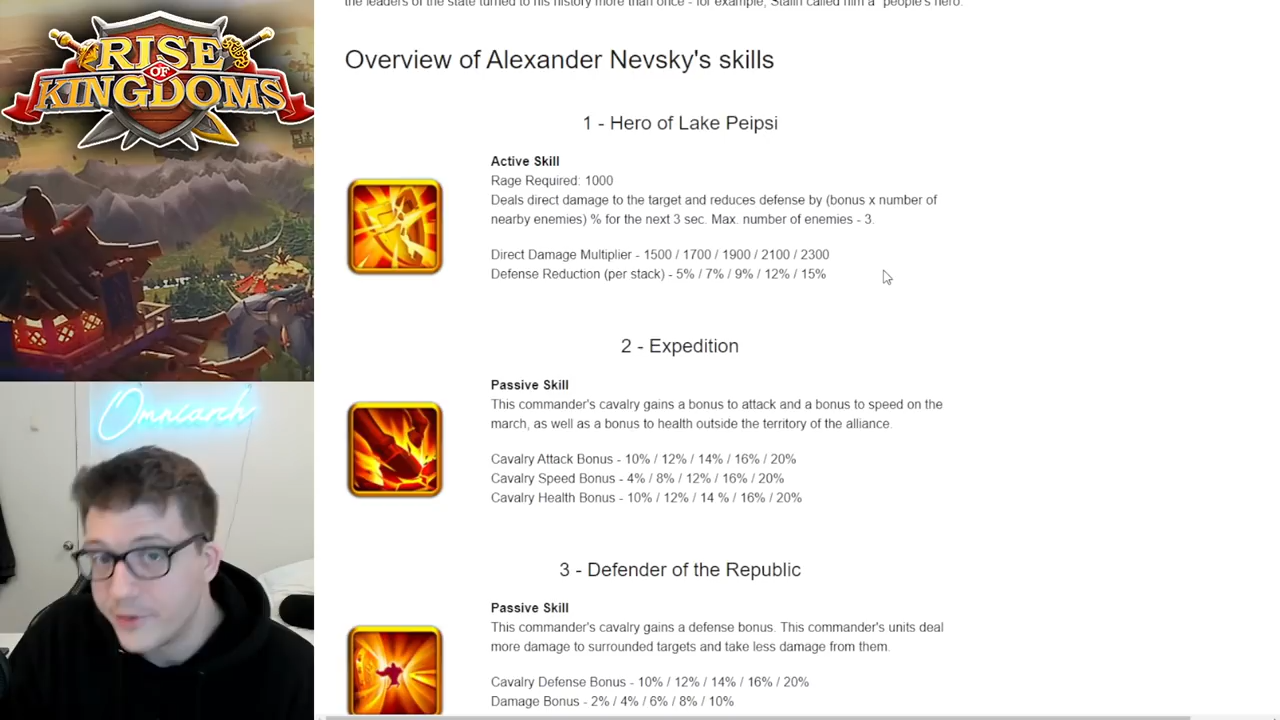 RISE
OF
KINGDOMS
Omniarch
the leaders of the state turned to his history more than once - for example, Stalin called him a "people's hero."
Overview of Alexander Nevsky's skills
1 - Hero of Lake Peipsi
Active Skill
Rage Required: 1000
Deals direct damage to the target and reduces defense by (bonus x number of
nearby enemies) % for the next 3 sec. Max. number of enemies - 3.
Direct Damage Multiplier - 1500 / 1700 / 1900 / 2100 / 2300
Defense Reduction (per stack) - 5% / 7% / 9% / 12% / 15%
2 - Expedition
Passive Skill
This commander's cavalry gains a bonus to attack and a bonus to speed on the
march, as well as a bonus to health outside the territory of the alliance.
Cavalry Attack Bonus - 10% / 12% / 14% / 16% / 20%
Cavalry Speed Bonus - 4% / 8% / 12% / 16% / 20%
Cavalry Health Bonus - 10% / 12% / 14 % / 16% / 20%
3 - Defender of the Republic
Passive Skill
This commander's cavalry gains a defense bonus. This commander's units deal
more damage to surrounded targets and take less damage from them.
Cavalry Defense Bonus - 10% / 12% / 14% / 16% / 20%
Damage Bonus - 2% / 4% / 6% / 8% / 10%